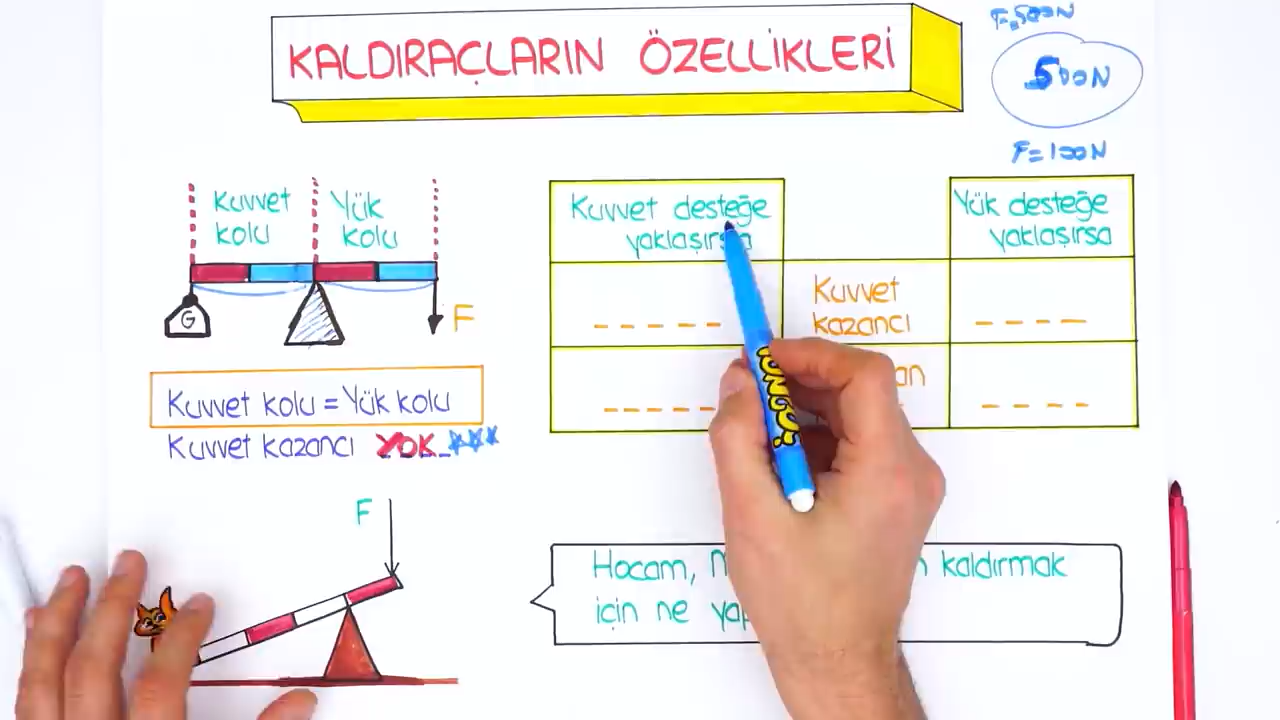 KALDIRAÇLARIN ÖZELLİKLERİ
F=500N
500N
F=100N
Kuvvet kolu
Yük kolu
G
F
Kuvvet kolu = Yük kolu
Kuvvet kazancı YOK
Kuvvet desteğe
yaklaşırsa
Yük desteğe
yaklaşırsa
Kuvvet
kazancı
F
Hocam,
kaldırmak
için ne